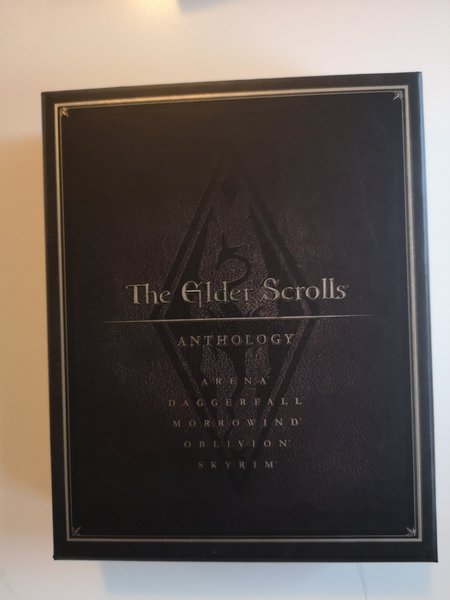 The Elder Scrolls
ANTHOLOGY
ARENA
DAGGERFALL
MORROWIND
OBLIVION
SKYRIM